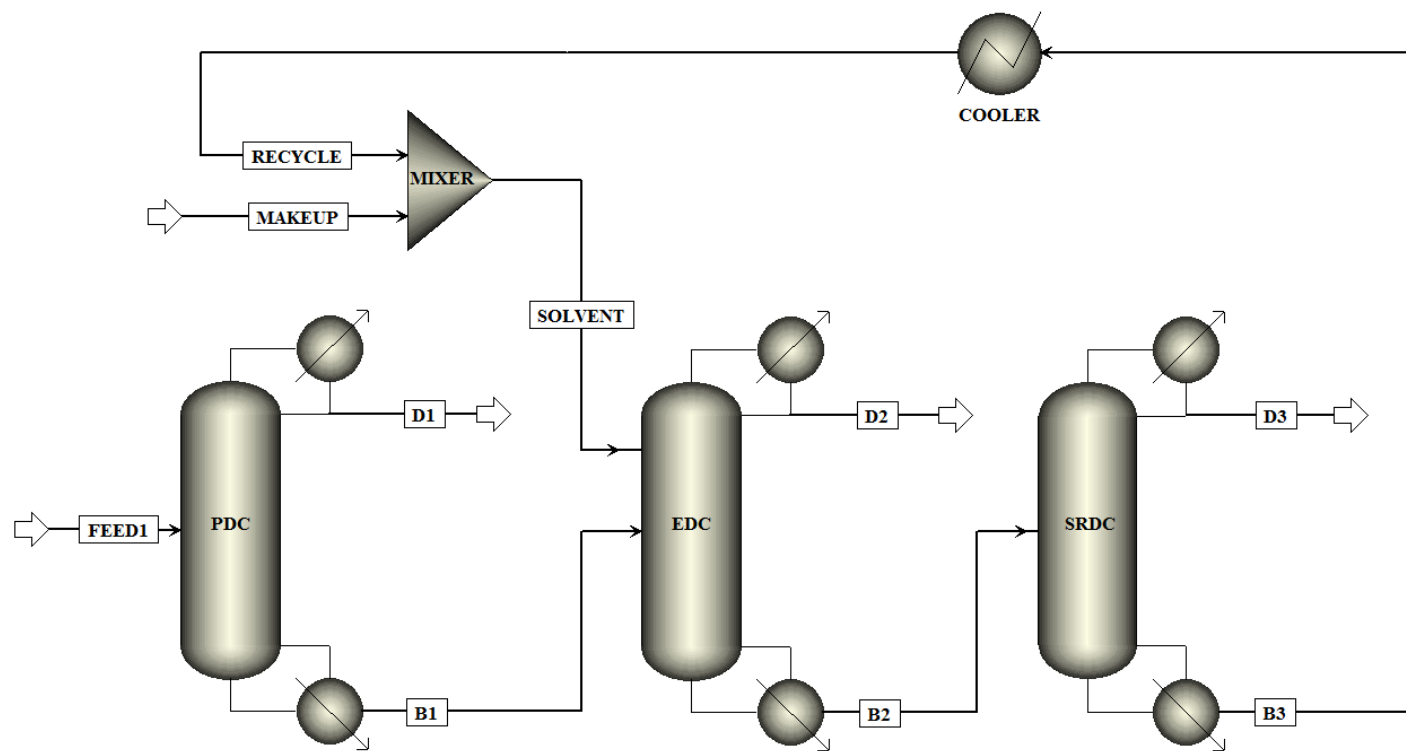 COOLER
RECYCLE
MIXER
MAKEUP
SOLVENT
D1
D2
D3
FEED1
PDC
EDC
SRDC
B1
B2
B3